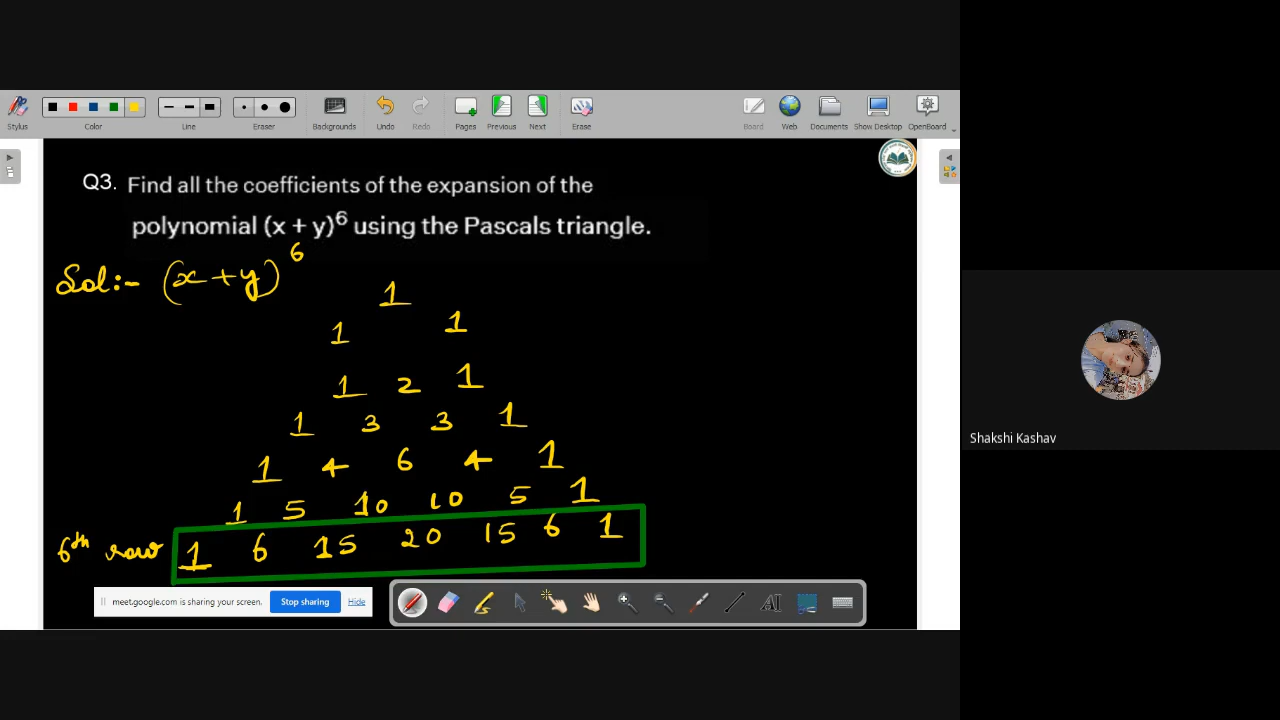 Stylus Color Line Eraser Backgrounds Undo Redo Pages Previous Next Erase Board Web Documents Show Desktop OpenBoard
Q3. Find all the coefficients of the expansion of the
polynomial (x + y)⁶ using the Pascals triangle.
Sol:- (x+y)⁶
1
1 1
1 2 1
1 3 3 1
1 4 6 4 1
1 5 10 10 5 1
6th row 1 6 15 20 15 6 1
meet.google.com is sharing your screen. Stop sharing Hide
AI
Shakshi Kashav